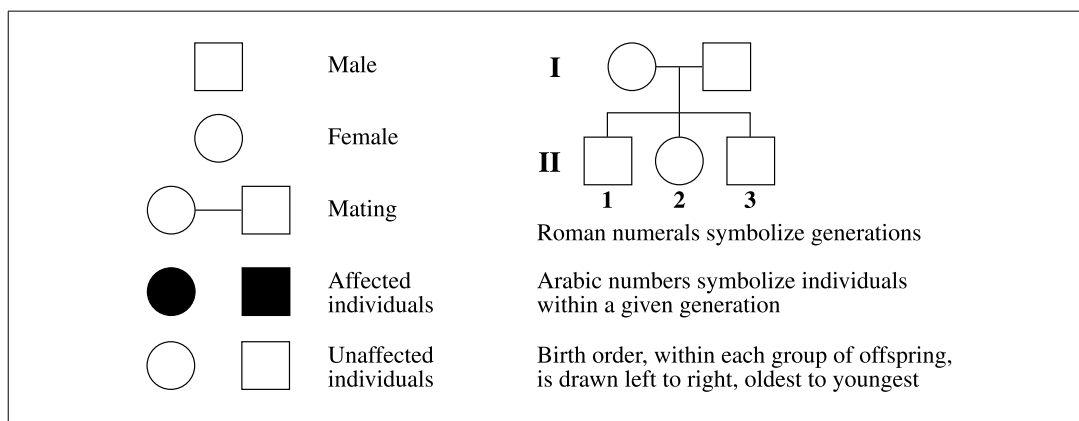 Male
Female
Mating
Affected
individuals
Unaffected
individuals
I
II
1 2 3
Roman numerals symbolize generations
Arabic numbers symbolize individuals
within a given generation
Birth order, within each group of offspring,
is drawn left to right, oldest to youngest